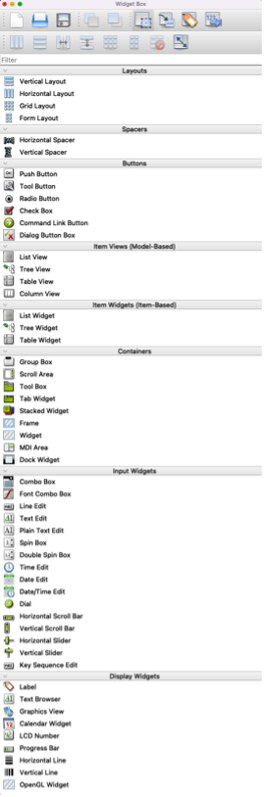 Widget Box
Filter
Layouts
Vertical Layout
Horizontal Layout
Grid Layout
Form Layout
Spacers
Horizontal Spacer
Vertical Spacer
Buttons
Push Button
Tool Button
Radio Button
Check Box
Command Link Button
Dialog Button Box
Item Views (Model-Based)
List View
Tree View
Table View
Column View
Item Widgets (Item-Based)
List Widget
Tree Widget
Table Widget
Containers
Group Box
Scroll Area
Tool Box
Tab Widget
Stacked Widget
Frame
Widget
MDI Area
Dock Widget
Input Widgets
Combo Box
Font Combo Box
Line Edit
Text Edit
Plain Text Edit
Spin Box
Double Spin Box
Time Edit
Date Edit
Date/Time Edit
Dial
Horizontal Scroll Bar
Vertical Scroll Bar
Horizontal Slider
Vertical Slider
Key Sequence Edit
Display Widgets
Label
Text Browser
Graphics View
Calendar Widget
LCD Number
Progress Bar
Horizontal Line
Vertical Line
OpenGL Widget